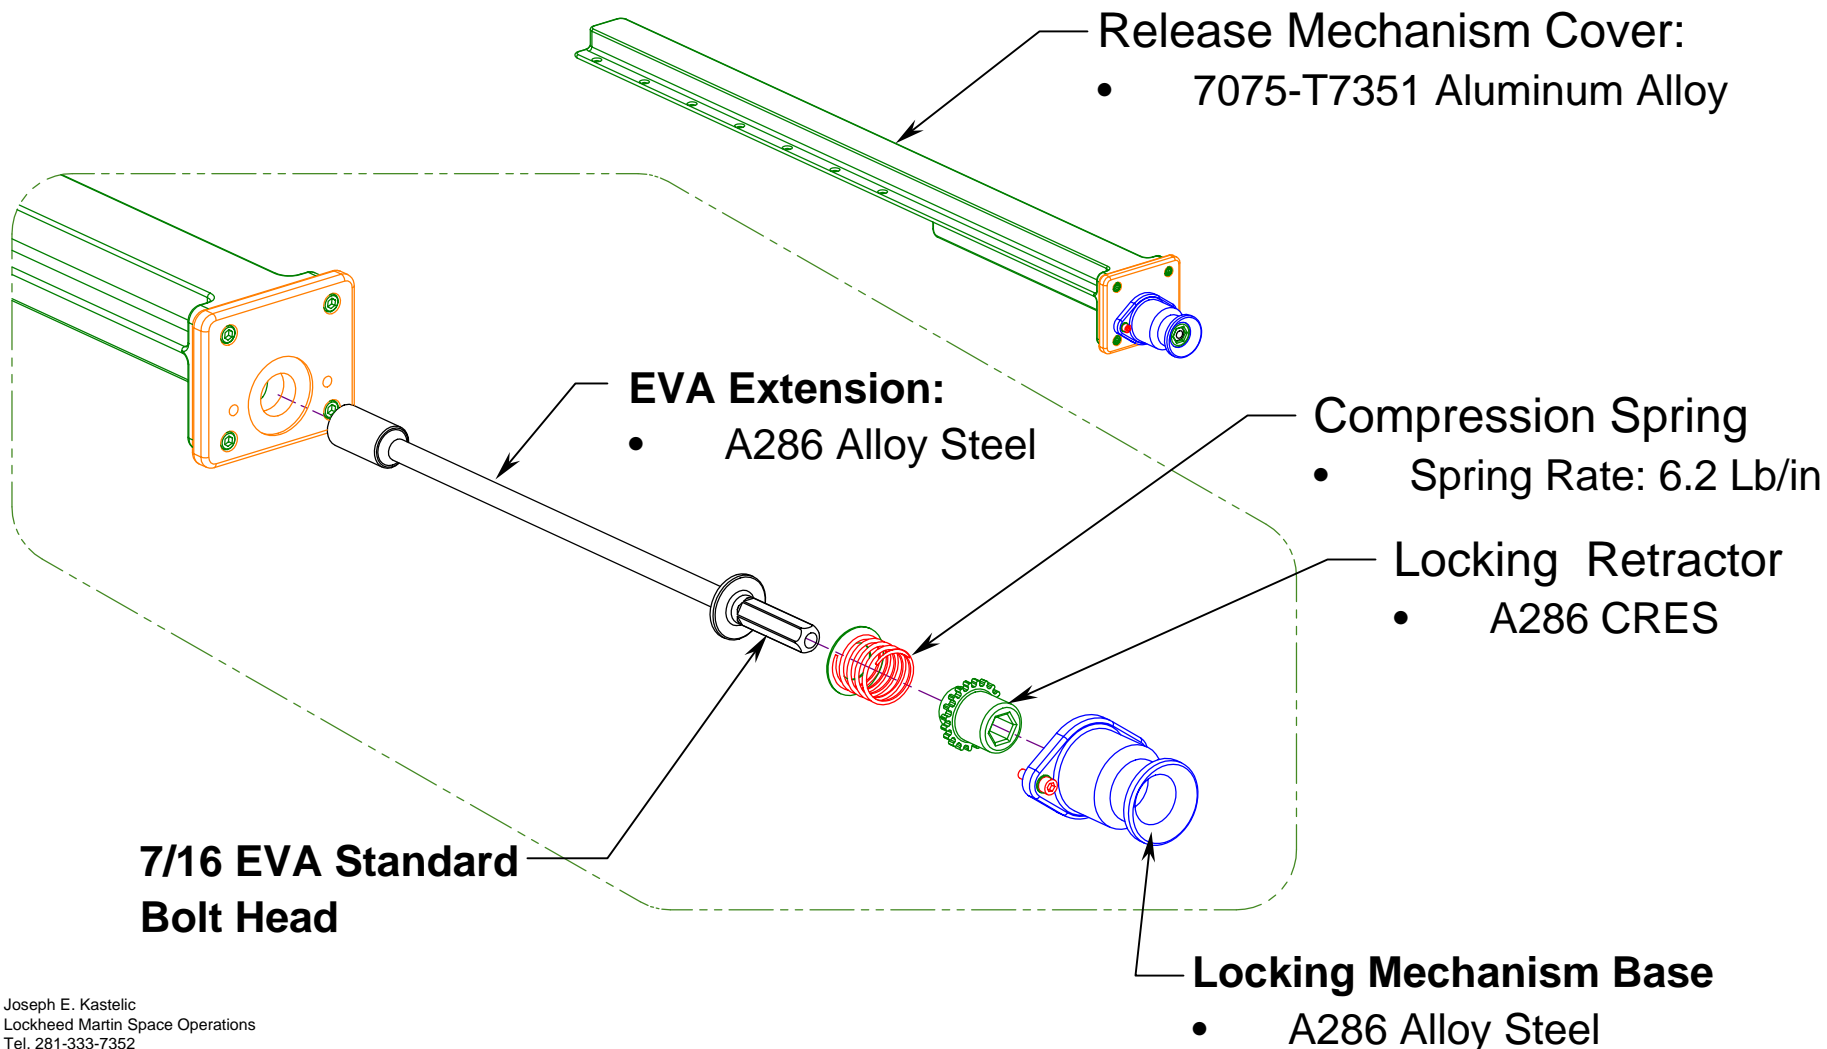 Release Mechanism Cover:
• 7075-T7351 Aluminum Alloy
EVA Extension:
• A286 Alloy Steel
Compression Spring
• Spring Rate: 6.2 Lb/in
Locking Retractor
• A286 CRES
7/16 EVA Standard
Bolt Head
Locking Mechanism Base
• A286 Alloy Steel
Joseph E. Kastelic
Lockheed Martin Space Operations
Tel. 281-333-7352